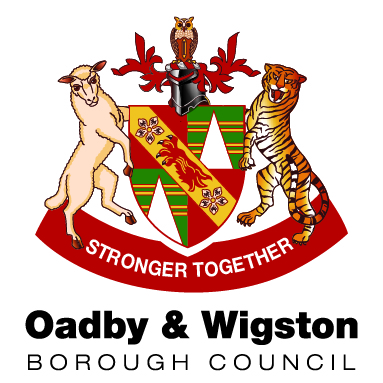 STRONGER TOGETHER
Oadby & Wigston
BOROUGH COUNCIL